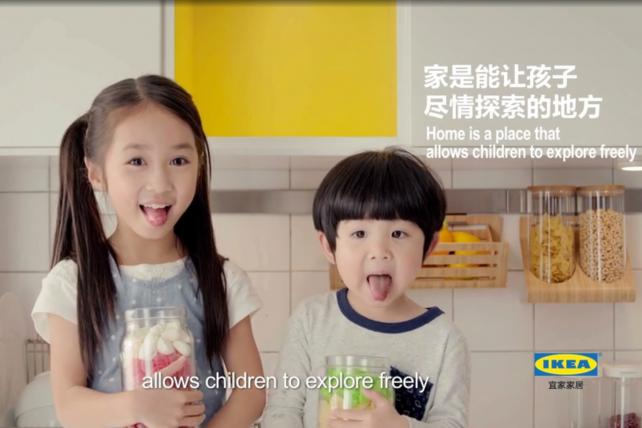 家是能让孩子
尽情探索的地方
Home is a place that
allows children to explore freely
IKEA
宜家家居
allows children to explore freely